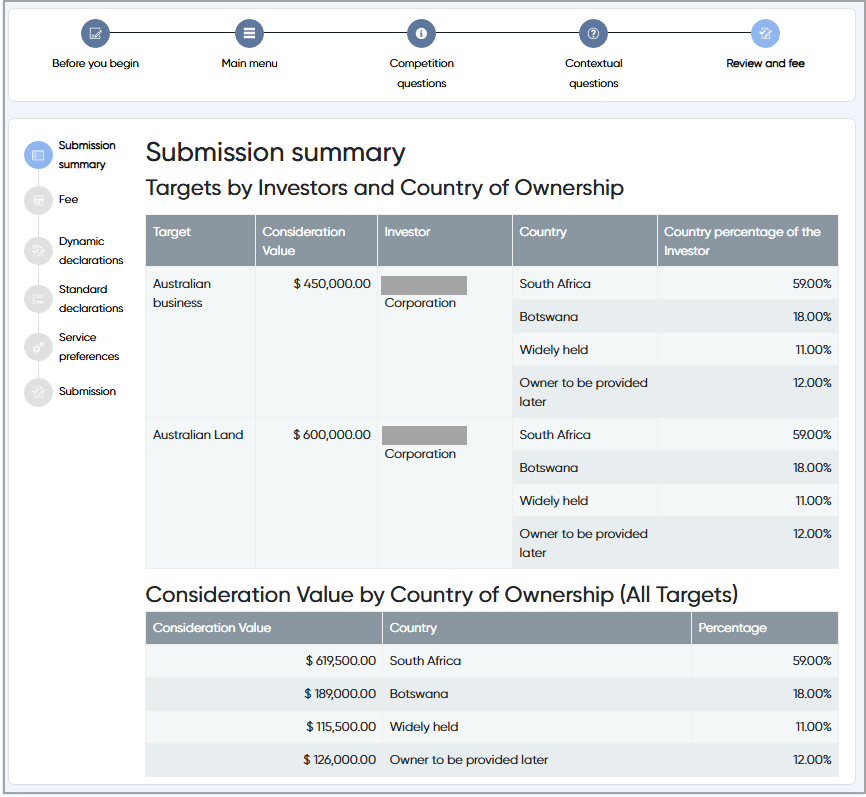 Before you begin
Main menu
Competition
questions
Contextual
questions
Review and fee
Submission
summary
Fee
Dynamic
declarations
Standard
declarations
Service
preferences
Submission
Submission summary
Targets by Investors and Country of Ownership
Target Consideration Value Investor Country Country percentage of the Investor
Australian business $ 450,000.00 Corporation South Africa 59.00%
Botswana 18.00%
Widely held 11.00%
Owner to be provided later 12.00%
Australian Land $ 600,000.00 Corporation South Africa 59.00%
Botswana 18.00%
Widely held 11.00%
Owner to be provided later 12.00%
Consideration Value by Country of Ownership (All Targets)
Consideration Value Country Percentage
$ 619,500.00 South Africa 59.00%
$ 189,000.00 Botswana 18.00%
$ 115,500.00 Widely held 11.00%
$ 126,000.00 Owner to be provided later 12.00%